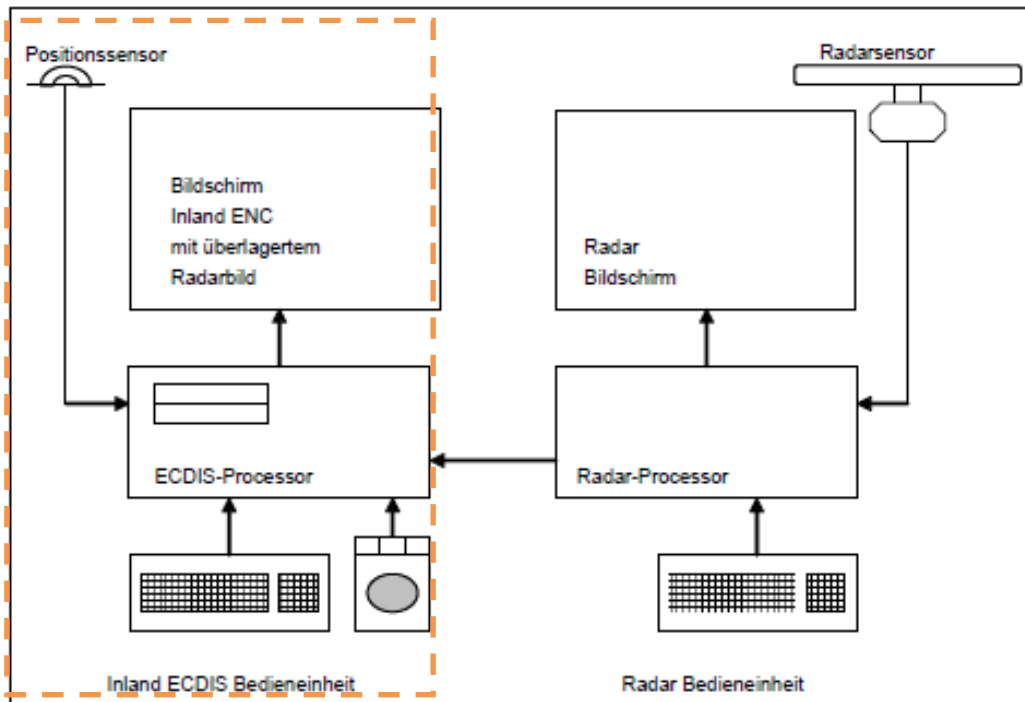 Positionssensor
Radarsensor
Bildschirm
Inland ENC
mit überlagertem
Radarbild
Radar
Bildschirm
ECDIS-Processor
Radar-Processor
Inland ECDIS Bedieneinheit
Radar Bedieneinheit